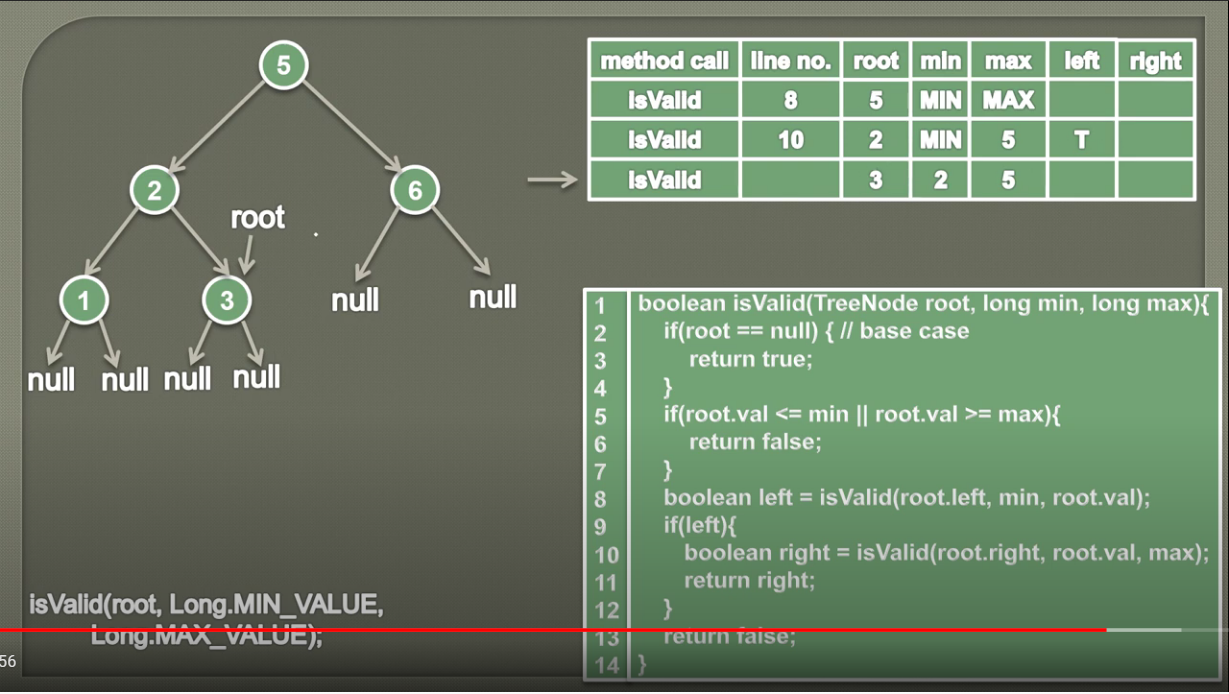 5
2
6
root
1
3
null
null
null
null
null
null
method call line no. root min max left right
isValid 8 5 MIN MAX
isValid 10 2 MIN 5 T
isValid 3 2 5
1 boolean isValid(TreeNode root, long min, long max){
2 if(root == null) { // base case
3 return true;
4 }
5 if(root.val <= min || root.val >= max){
6 return false;
7 }
8 boolean left = isValid(root.left, min, root.val);
9 if(left){
10 boolean right = isValid(root.right, root.val, max);
11 return right;
12 }
13 return false;
14 }
isValid(root, Long.MIN_VALUE,
Long.MAX_VALUE);
56